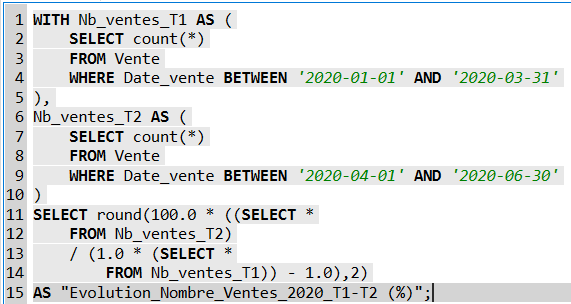 1 WITH Nb_ventes_T1 AS (
2     SELECT count(*)
3     FROM Vente
4     WHERE Date_vente BETWEEN '2020-01-01' AND '2020-03-31'
5 ),
6 Nb_ventes_T2 AS (
7     SELECT count(*)
8     FROM Vente
9     WHERE Date_vente BETWEEN '2020-04-01' AND '2020-06-30'
10 )
11 SELECT round(100.0 * ((SELECT *
12     FROM Nb_ventes_T2)
13     / (1.0 * (SELECT *
14         FROM Nb_ventes_T1)) - 1.0),2)
15 AS "Evolution_Nombre_Ventes_2020_T1-T2 (%)";